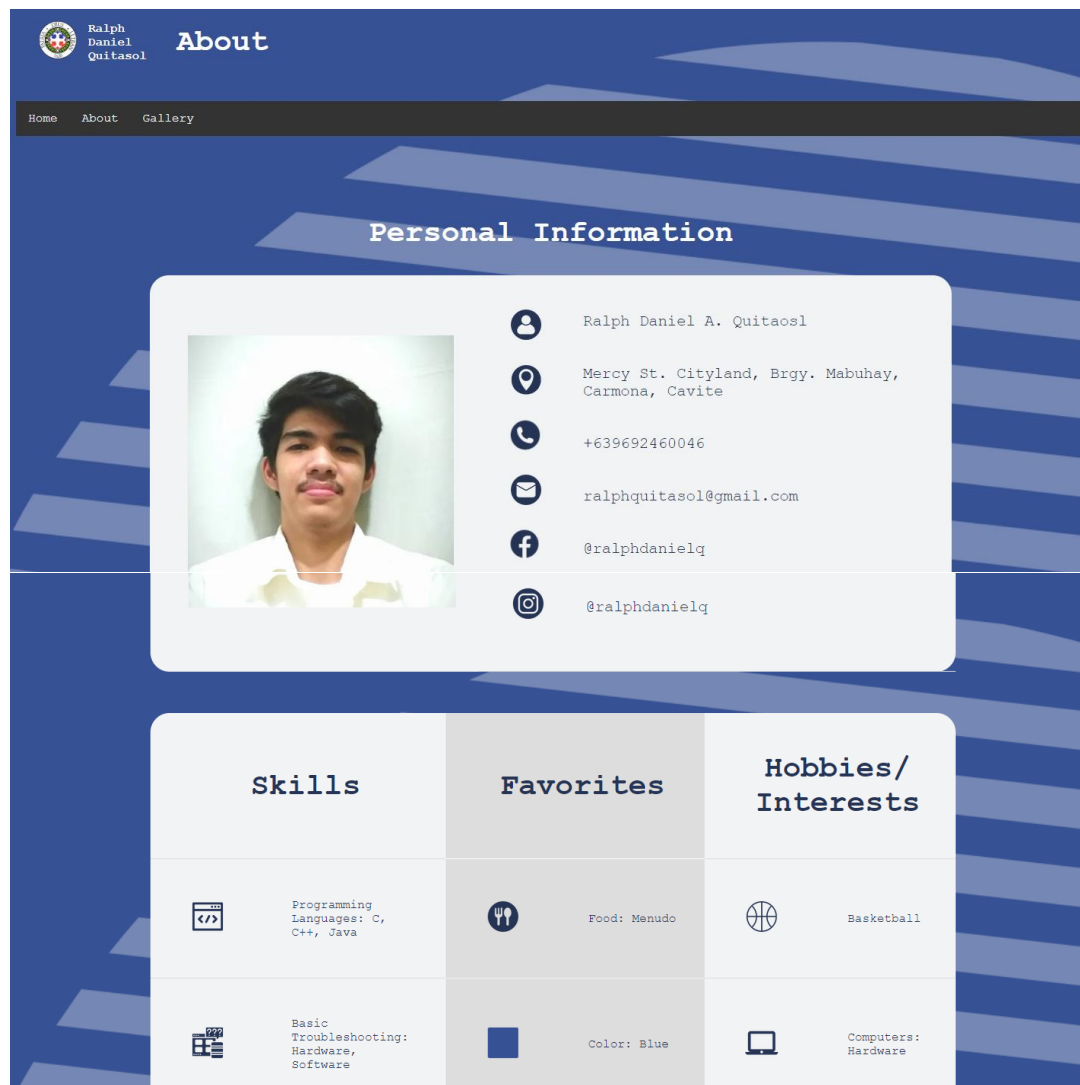 Ralph
Daniel
Quitasol
About
Home About Gallery
Personal Information
Ralph Daniel A. Quitaosl
Mercy St. Cityland, Brgy. Mabuhay,
Carmona, Cavite
+639692460046
ralphquitasol@gmail.com
@ralphdanielq
@ralphdanielq
Skills
Favorites
Hobbies/
Interests
Programming
Languages: C,
C++, Java
Food: Menudo
Basketball
???
Basic
Troubleshooting:
Hardware,
Software
Color: Blue
Computers:
Hardware